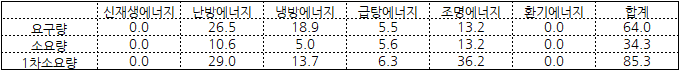 신재생에너지 난방에너지 냉방에너지 급탕에너지 조명에너지 환기에너지 합계
요구량 0.0 26.5 18.9 5.5 13.2 0.0 64.0
소요량 0.0 10.6 5.0 5.6 13.2 0.0 34.3
1차소요량 0.0 29.0 13.7 6.3 36.2 0.0 85.3